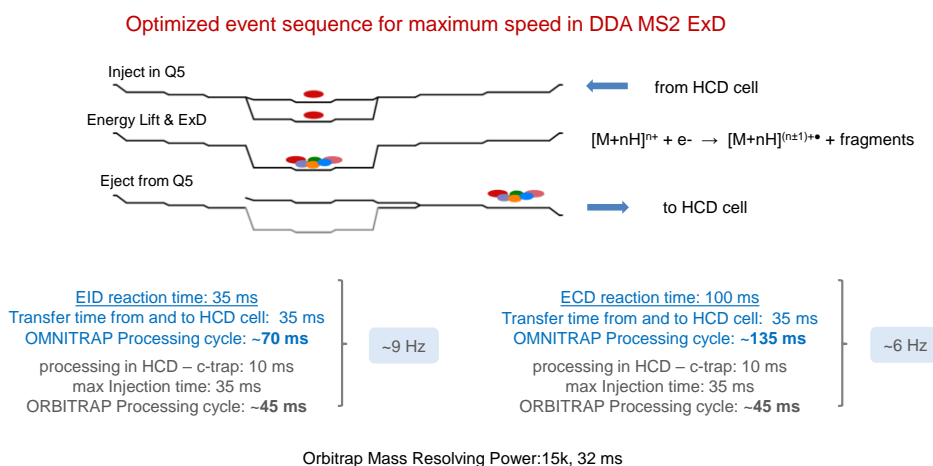 Optimized event sequence for maximum speed in DDA MS2 ExD
Inject in Q5
from HCD cell
Energy Lift & ExD
[M+nH]ⁿ⁺ + e- → [M+nH]⁽ⁿ±¹⁾⁺• + fragments
Eject from Q5
to HCD cell
EID reaction time: 35 ms
Transfer time from and to HCD cell: 35 ms
OMNITRAP Processing cycle: ~70 ms
processing in HCD – c-trap: 10 ms
max Injection time: 35 ms
ORBITRAP Processing cycle: ~45 ms
~9 Hz
ECD reaction time: 100 ms
Transfer time from and to HCD cell: 35 ms
OMNITRAP Processing cycle: ~135 ms
processing in HCD – c-trap: 10 ms
max Injection time: 35 ms
ORBITRAP Processing cycle: ~45 ms
~6 Hz
Orbitrap Mass Resolving Power:15k, 32 ms